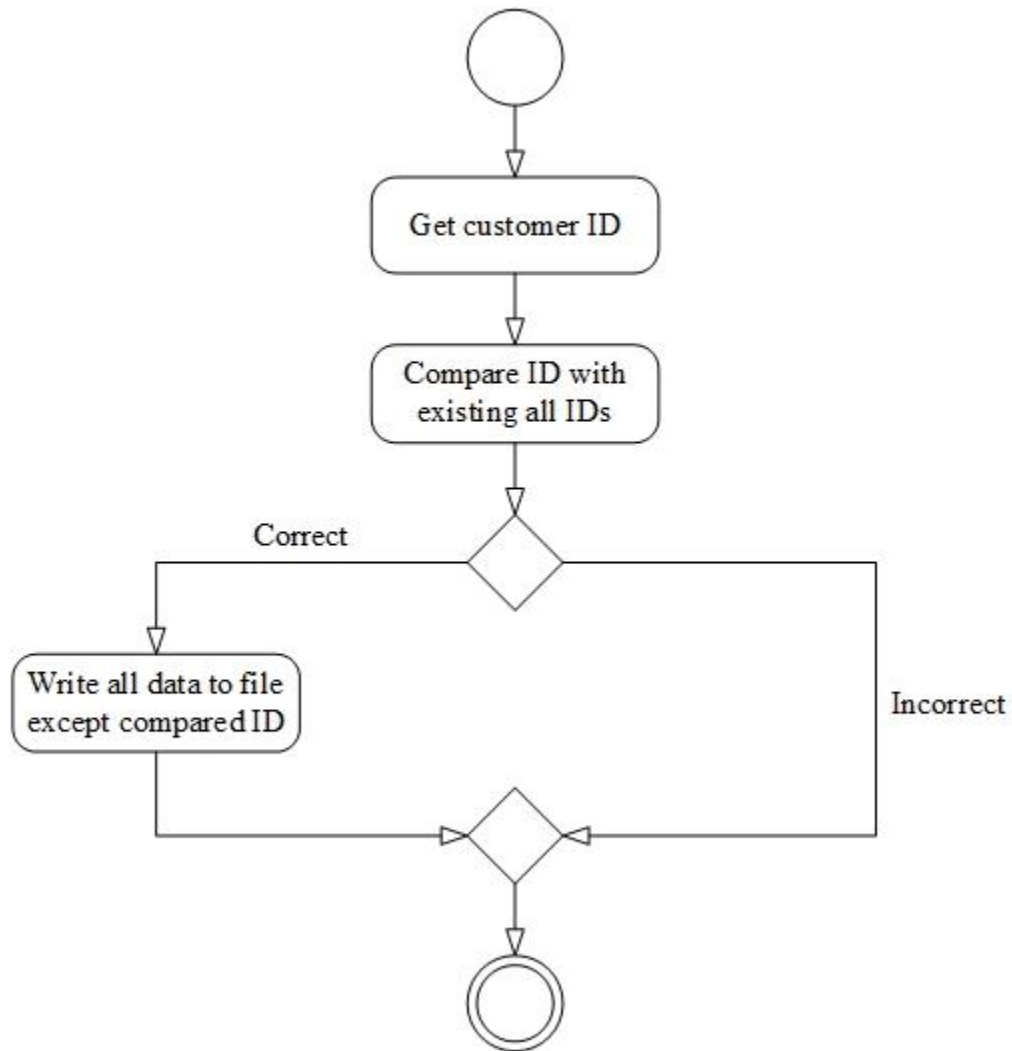 Get customer ID
Compare ID with
existing all IDs
Correct
Write all data to file
except compared ID
Incorrect